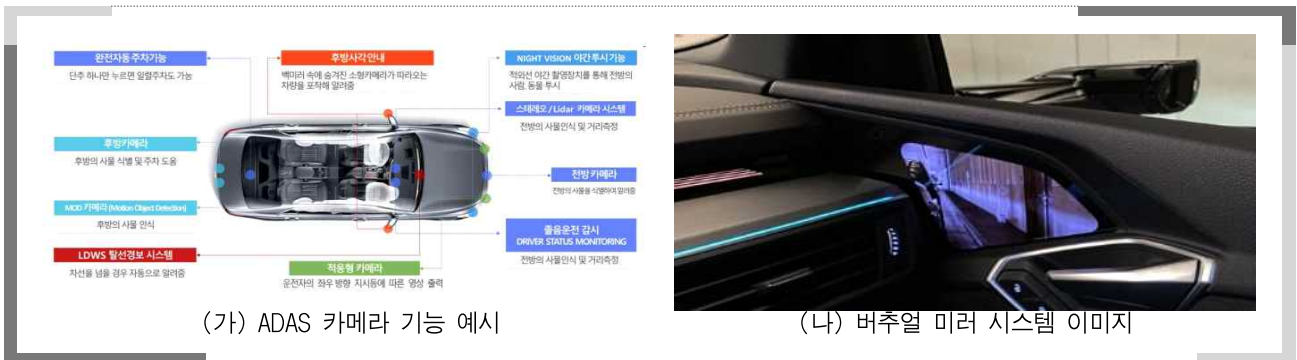 완전자동주차기능
단추 하나만 누르면 일렬주차도 가능
후방카메라
후방의 사물 식별 및 주차 도움
MOD 카메라 (Motion Object Detection)
후방의 사물 인식
LDWS 탈선경보 시스템
차선을 넘을 경우 자동으로 알려줌
후방사각안내
백미러 속에 숨겨진 소형카메라가 따라오는
차량을 포착해 알려줌
적응형 카메라
운전자의 좌우 방향 지시등에 따른 영상 출력
NIGHT VISION 야간 투시 기능
적외선 야간 촬영장치를 통해 전방의
사람, 동물 투시
스테레오 / Lidar 카메라 시스템
전방의 사물인식 및 거리측정
전방 카메라
전방의 사물을 식별하여 알려줌
졸음운전 감시
DRIVER STATUS MONITORING
전방의 사물인식 및 거리측정
(가) ADAS 카메라 기능 예시
(나) 버추얼 미러 시스템 이미지